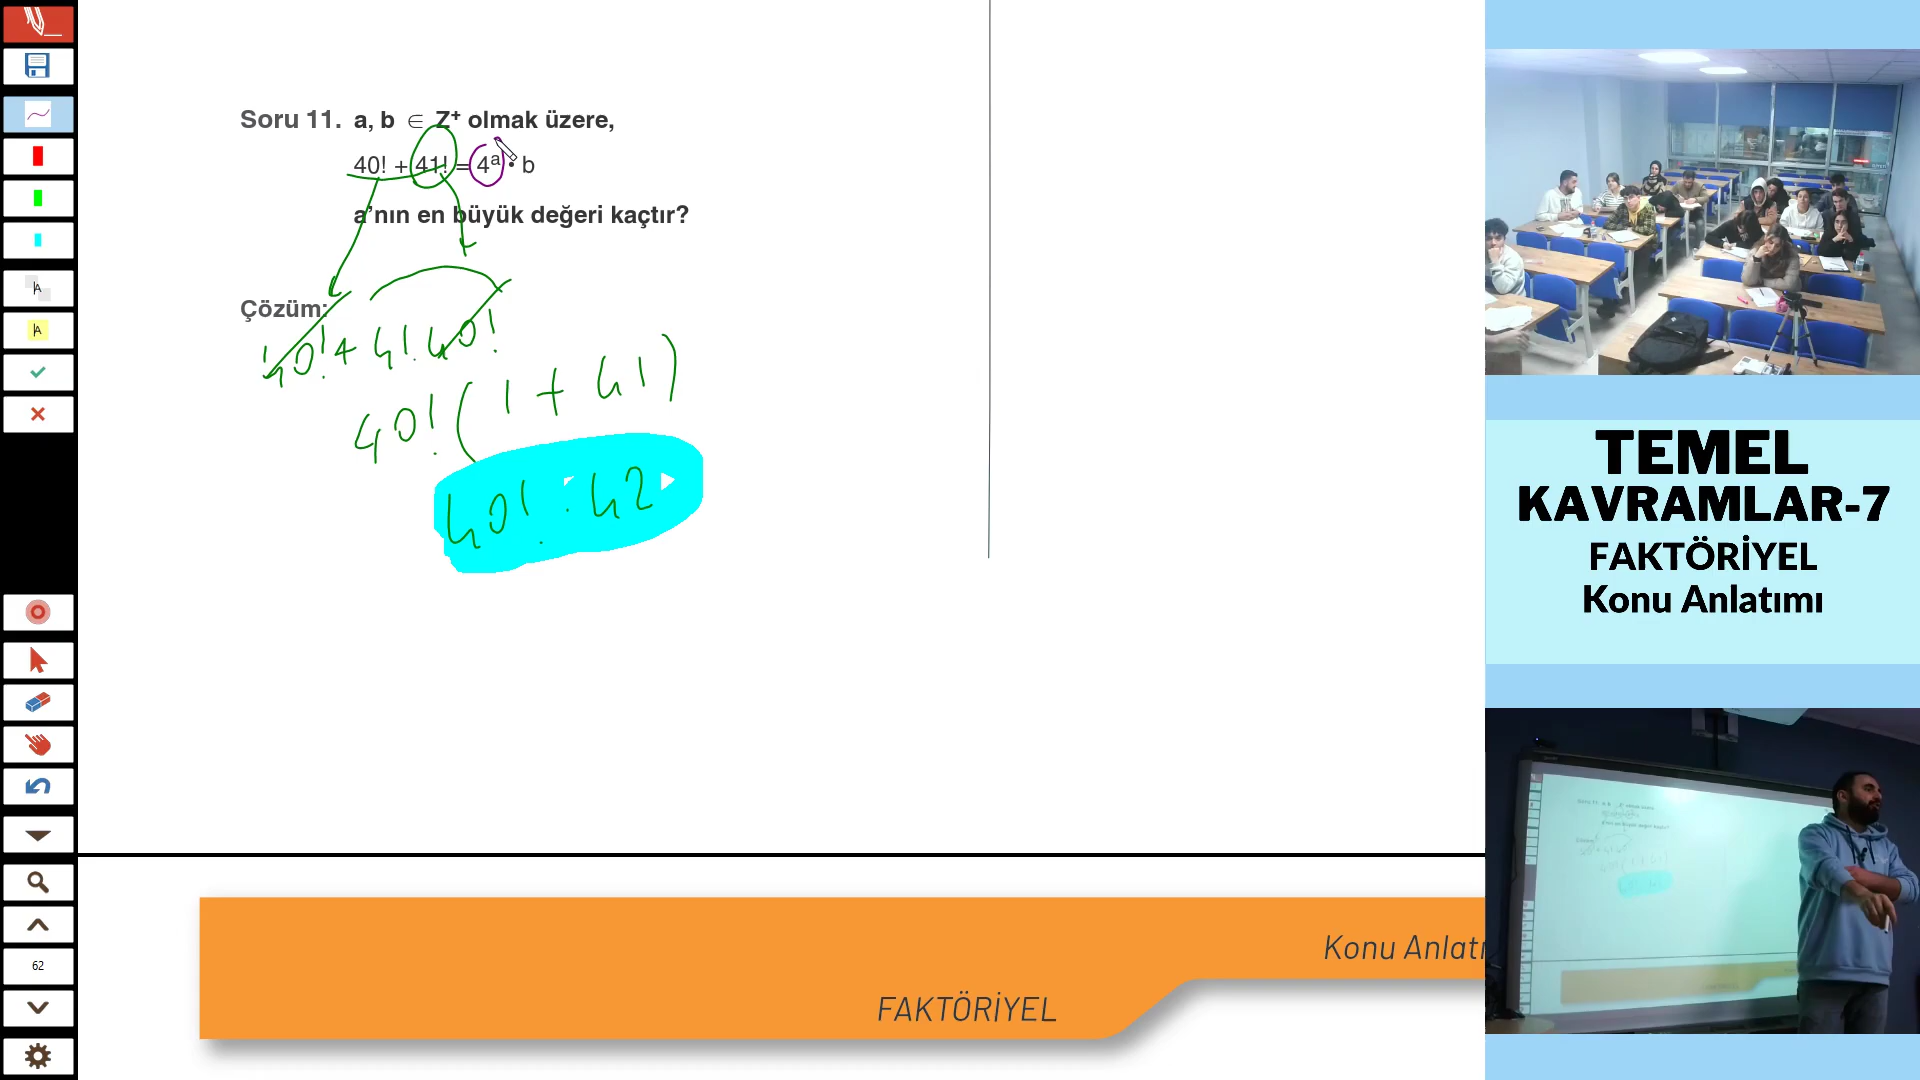 Soru 11. a, b ∈ Z⁺ olmak üzere,
40! + 41! = 4ᵃ · b
a'nın en büyük değeri kaçtır?
Çözüm:
40! + 41.40!
40! (1 + 41)
40! . 42
TEMEL
KAVRAMLAR-7
FAKTÖRİYEL
Konu Anlatımı
62
Konu Anlatı
FAKTÖRİYEL